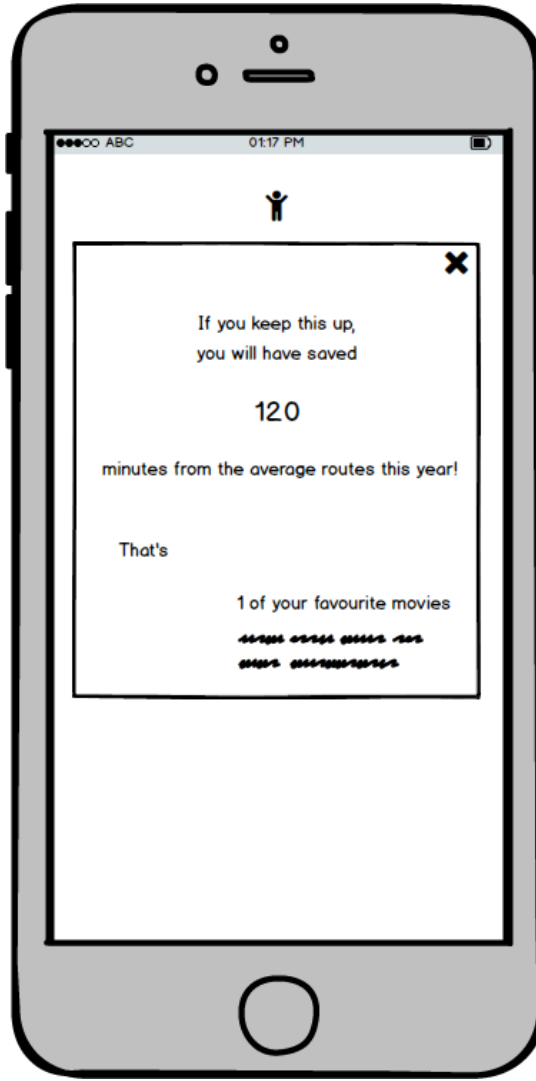 ABC 01:17 PM
If you keep this up,
you will have saved
120
minutes from the average routes this year!
That's
1 of your favourite movies